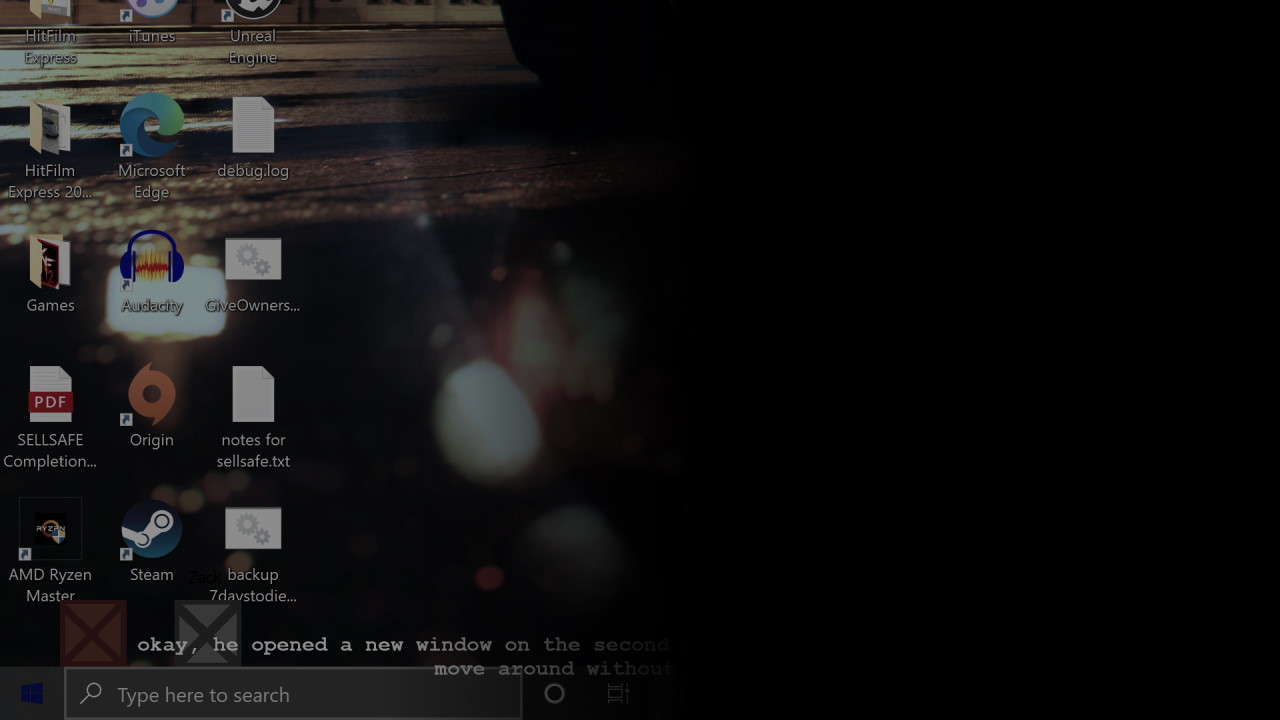 HitFilm
Express
iTunes
Unreal
Engine
HitFilm
Express 20...
Microsoft
Edge
debug.log
Games
Audacity
GiveOwners...
PDF
SELLSAFE
Completion...
Origin
notes for
sellsafe.txt
RYZEN
AMD Ryzen
Master
Steam
Zack
backup
7daystodie...
okay, he opened a new window on the second
move around without
Type here to search